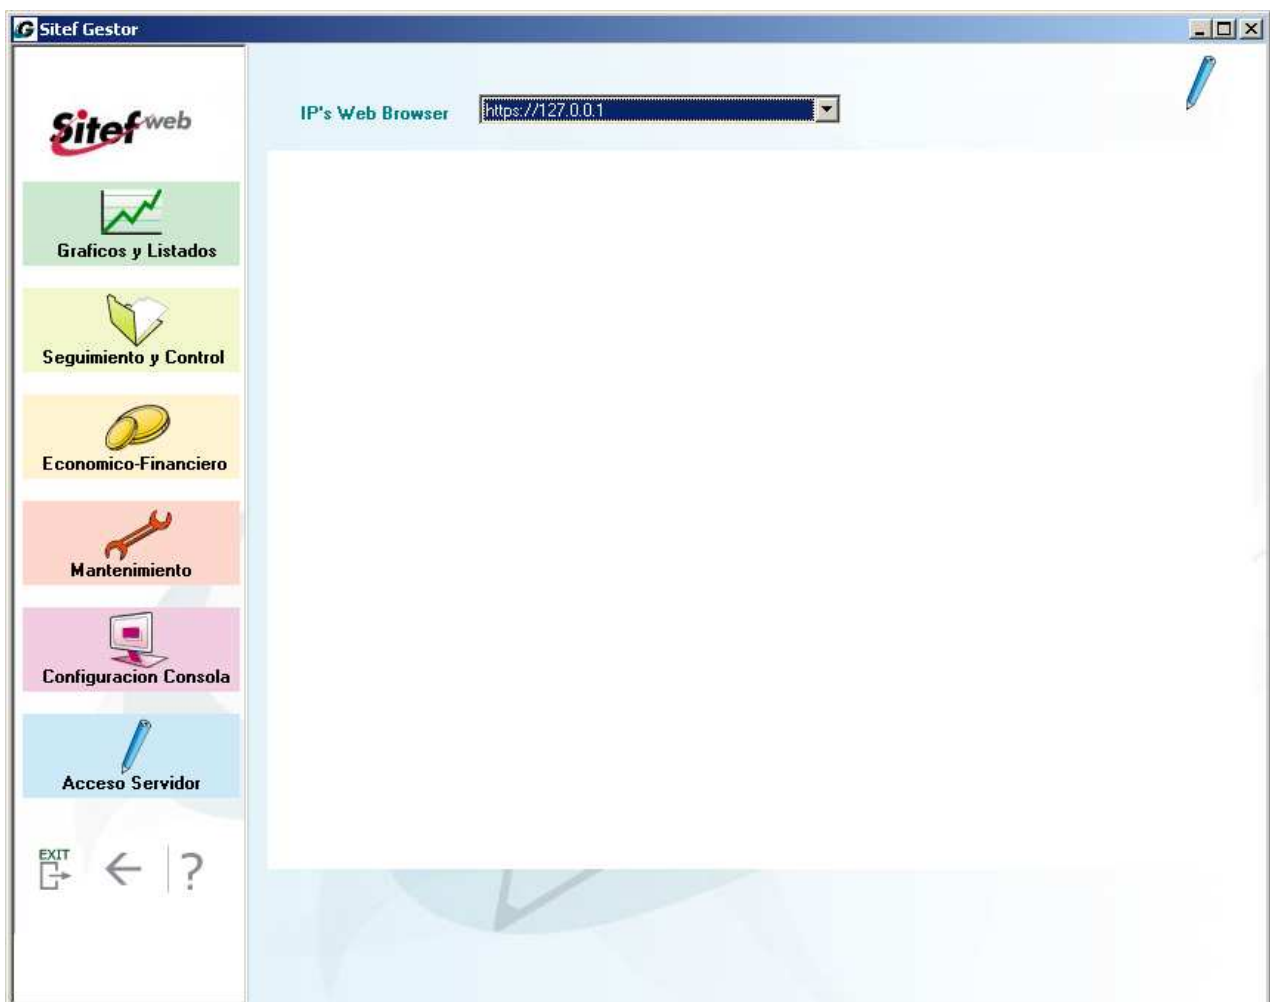 Sitef Gestor
Sitef web
IP's Web Browser
https://127.0.0.1
Graficos y Listados
Seguimiento y Control
Economico-Financiero
Mantenimiento
Configuracion Consola
Acceso Servidor
EXIT
?